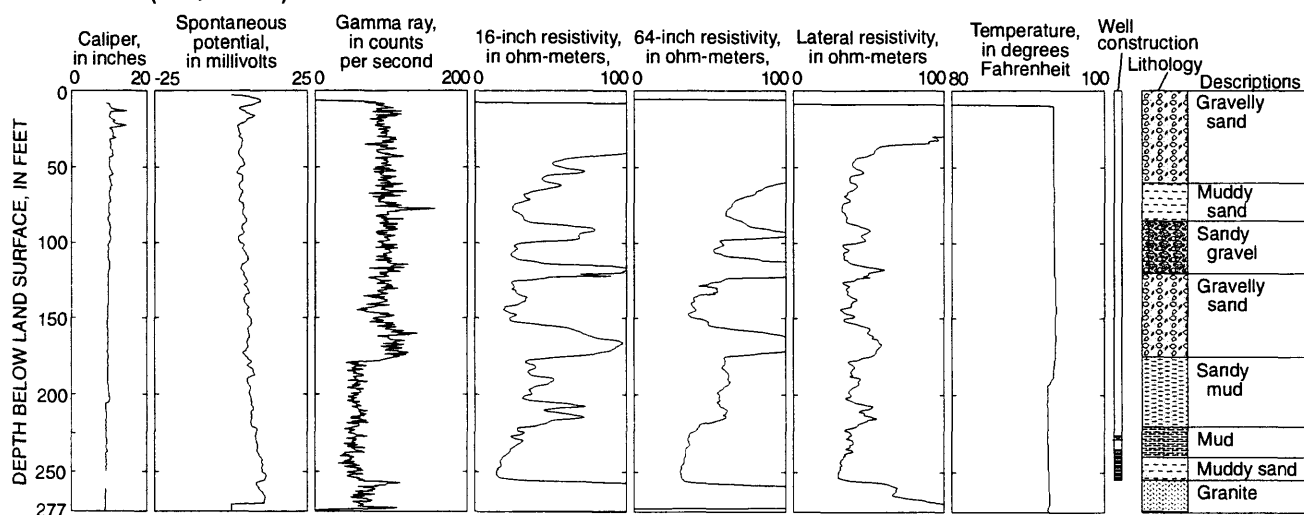 Caliper,
in inches
0 20
Spontaneous
potential,
in millivolts
-25 25
Gamma ray,
in counts
per second
0 200
16-inch resistivity,
in ohm-meters,
0 100
64-inch resistivity,
in ohm-meters,
0 100
Lateral resistivity,
in ohm-meters
0 100
Temperature,
in degrees
Fahrenheit
80 100
Well
construction
Lithology
Descriptions
DEPTH BELOW LAND SURFACE, IN FEET
0
50
100
150
200
250
277
Gravelly
sand
Muddy
sand
Sandy
gravel
Gravelly
sand
Sandy
mud
Mud
Muddy sand
Granite